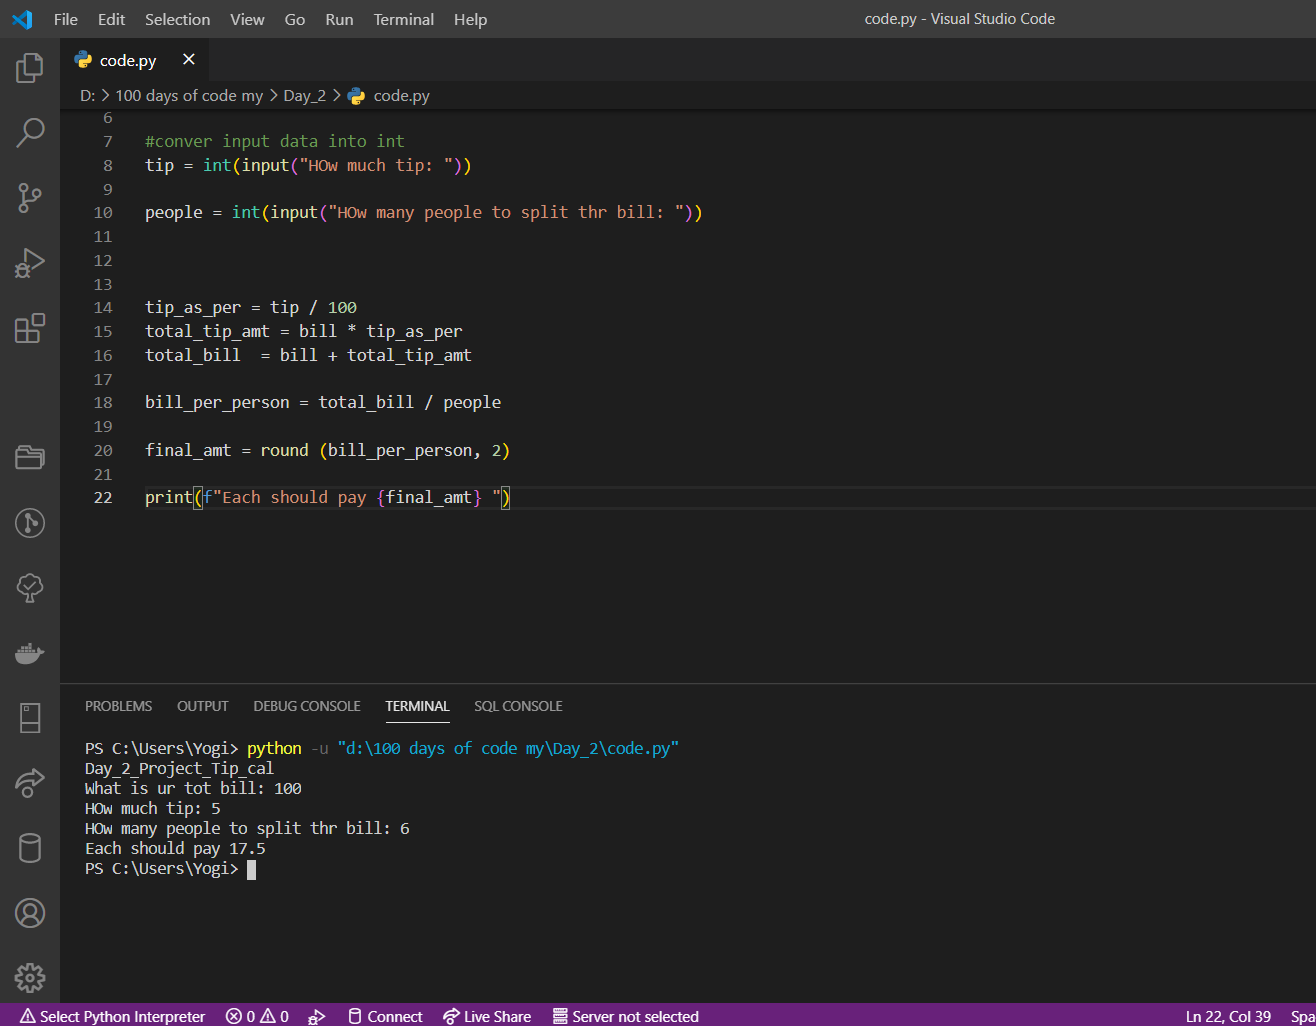 File Edit Selection View Go Run Terminal Help code.py - Visual Studio Code
code.py
D: > 100 days of code my > Day_2 > code.py
6
7 #conver input data into int
8 tip = int(input("HOw much tip: "))
9
10 people = int(input("HOw many people to split thr bill: "))
11
12
13
14 tip_as_per = tip / 100
15 total_tip_amt = bill * tip_as_per
16 total_bill  = bill + total_tip_amt
17
18 bill_per_person = total_bill / people
19
20 final_amt = round (bill_per_person, 2)
21
22 print(f"Each should pay {final_amt} ")
PROBLEMS OUTPUT DEBUG CONSOLE TERMINAL SQL CONSOLE
PS C:\Users\Yogi> python -u "d:\100 days of code my\Day_2\code.py"
Day_2_Project_Tip_cal
What is ur tot bill: 100
HOw much tip: 5
HOw many people to split thr bill: 6
Each should pay 17.5
PS C:\Users\Yogi>
Select Python Interpreter 0 0 Connect Live Share Server not selected Ln 22, Col 39 Spa